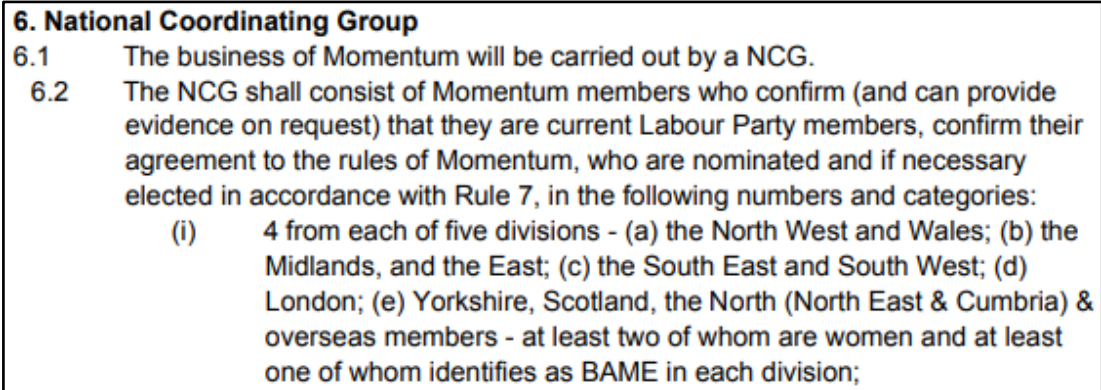 6. National Coordinating Group
6.1 The business of Momentum will be carried out by a NCG.
6.2 The NCG shall consist of Momentum members who confirm (and can provide
evidence on request) that they are current Labour Party members, confirm their
agreement to the rules of Momentum, who are nominated and if necessary
elected in accordance with Rule 7, in the following numbers and categories:
(i) 4 from each of five divisions - (a) the North West and Wales; (b) the
Midlands, and the East; (c) the South East and South West; (d)
London; (e) Yorkshire, Scotland, the North (North East & Cumbria) &
overseas members - at least two of whom are women and at least
one of whom identifies as BAME in each division;